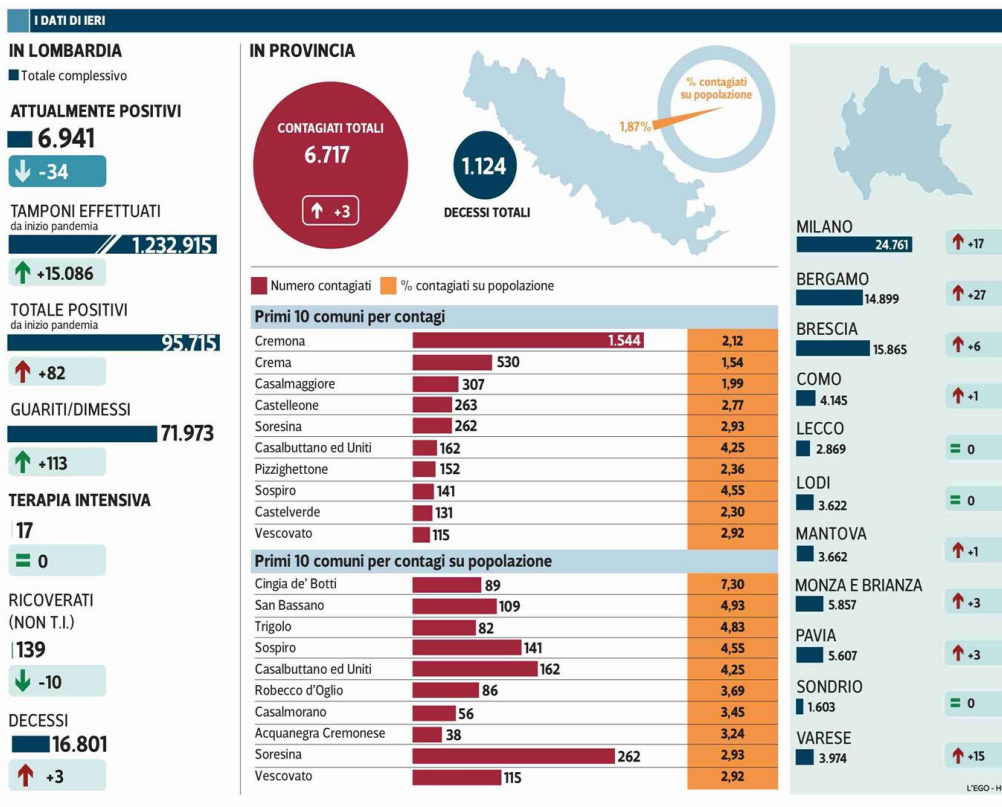 I DATI DI IERI
IN LOMBARDIA
Totale complessivo
ATTUALMENTE POSITIVI
6.941
-34
TAMPONI EFFETTUATI
da inizio pandemia
1.232.915
+15.086
TOTALE POSITIVI
da inizio pandemia
95.715
+82
GUARITI/DIMESSI
71.973
+113
TERAPIA INTENSIVA
17
= 0
RICOVERATI
(NON T.I.)
139
-10
DECESSI
16.801
+3
IN PROVINCIA
CONTAGIATI TOTALI
6.717
+3
1.124
DECESSI TOTALI
% contagiati
su popolazione
1,87%
Numero contagiati % contagiati su popolazione
Primi 10 comuni per contagi
Cremona 1.544 2,12
Crema 530 1,54
Casalmaggiore 307 1,99
Castelleone 263 2,77
Soresina 262 2,93
Casalbuttano ed Uniti 162 4,25
Pizzighettone 152 2,36
Sospiro 141 4,55
Castelverde 131 2,30
Vescovato 115 2,92
Primi 10 comuni per contagi su popolazione
Cingia de' Botti 89 7,30
San Bassano 109 4,93
Trigolo 82 4,83
Sospiro 141 4,55
Casalbuttano ed Uniti 162 4,25
Robecco d'Oglio 86 3,69
Casalmorano 56 3,45
Acquanegra Cremonese 38 3,24
Soresina 262 2,93
Vescovato 115 2,92
MILANO
24.761 +17
BERGAMO
14.899 +27
BRESCIA
15.865 +6
COMO
4.145 +1
LECCO
2.869 = 0
LODI
3.622 = 0
MANTOVA
3.662 +1
MONZA E BRIANZA
5.857 +3
PAVIA
5.607 +3
SONDRIO
1.603 = 0
VARESE
3.974 +15
L'EGO - H